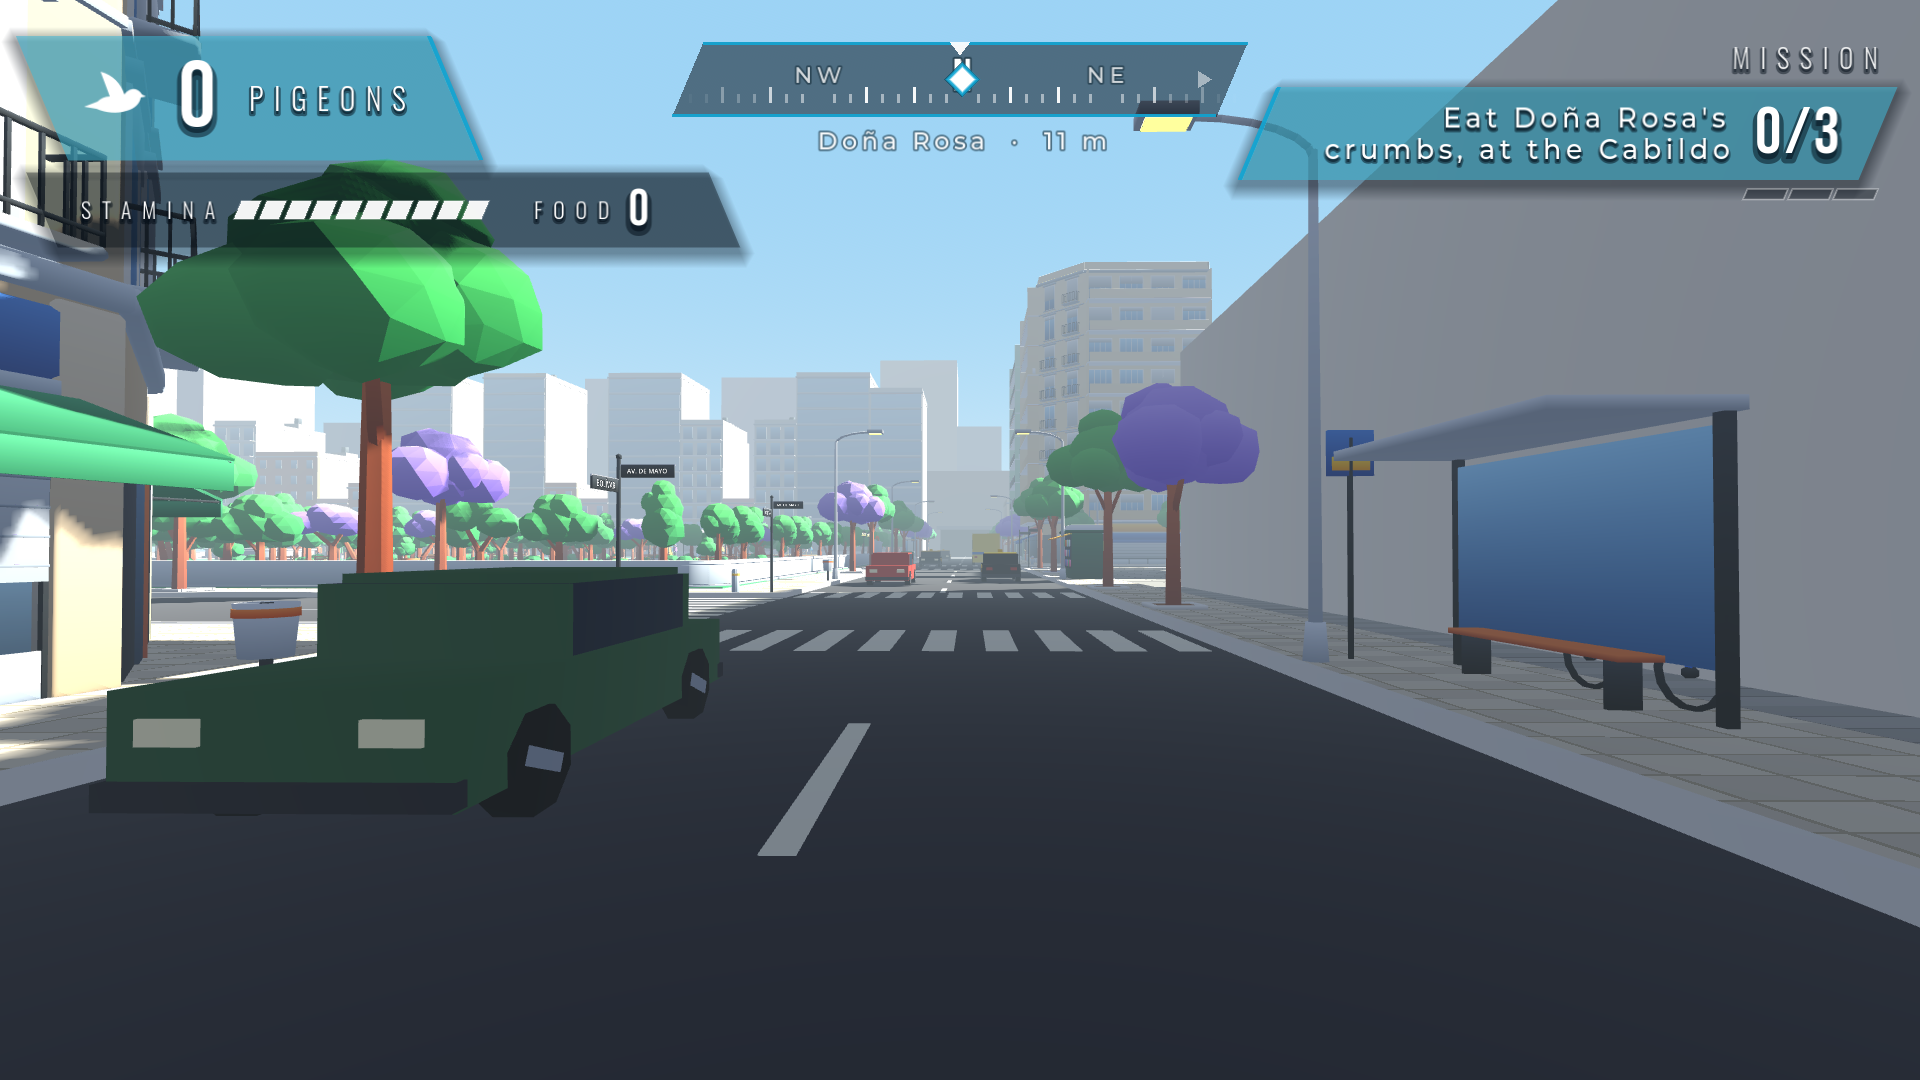 0 PIGEONS
STAMINA FOOD 0
NW N NE
Doña Rosa · 11 m
MISSION
Eat Doña Rosa's
crumbs, at the Cabildo
0/3
AV. DE MAYO